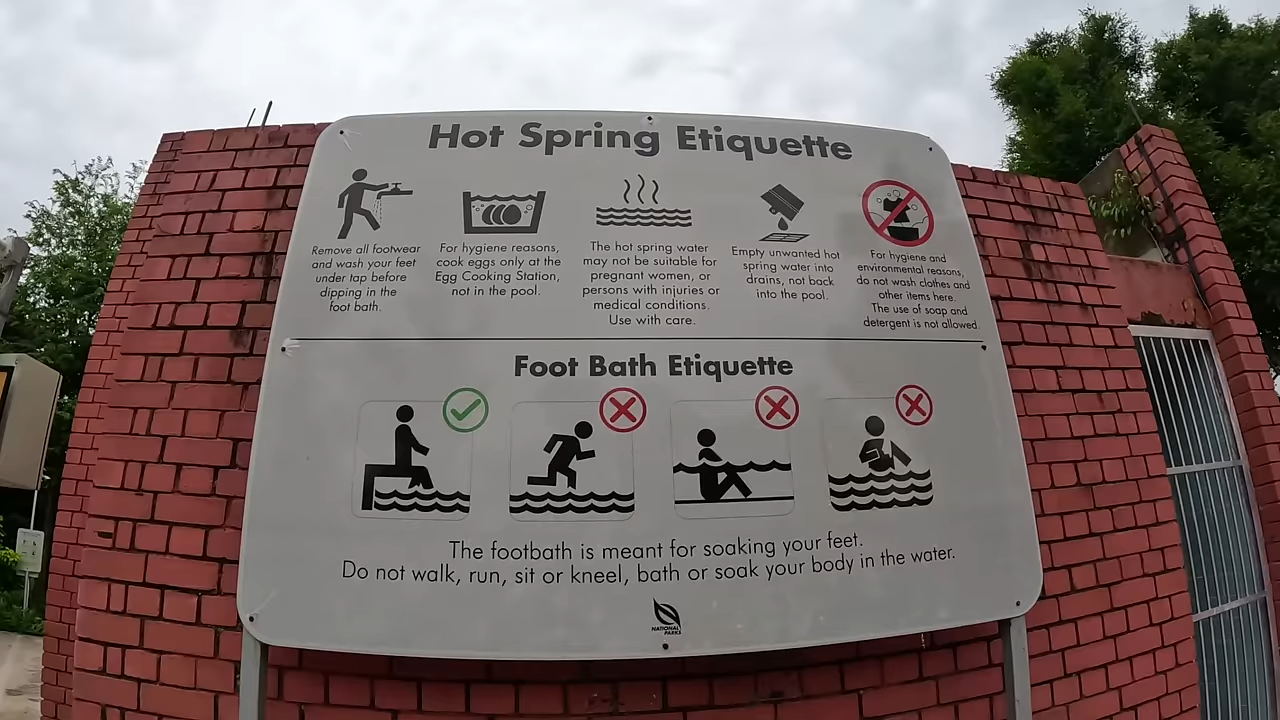 Hot Spring Etiquette
Remove all footwear
and wash your feet
under tap before
dipping in the
foot bath.
For hygiene reasons,
cook eggs only at the
Egg Cooking Station,
not in the pool.
The hot spring water
may not be suitable for
pregnant women, or
persons with injuries or
medical conditions.
Use with care.
Empty unwanted hot
spring water into
drains, not back
into the pool.
For hygiene and
environmental reasons,
do not wash clothes and
other items here.
The use of soap and
detergent is not allowed.
Foot Bath Etiquette
The footbath is meant for soaking your feet.
Do not walk, run, sit or kneel, bath or soak your body in the water.
NATIONAL
PARKS